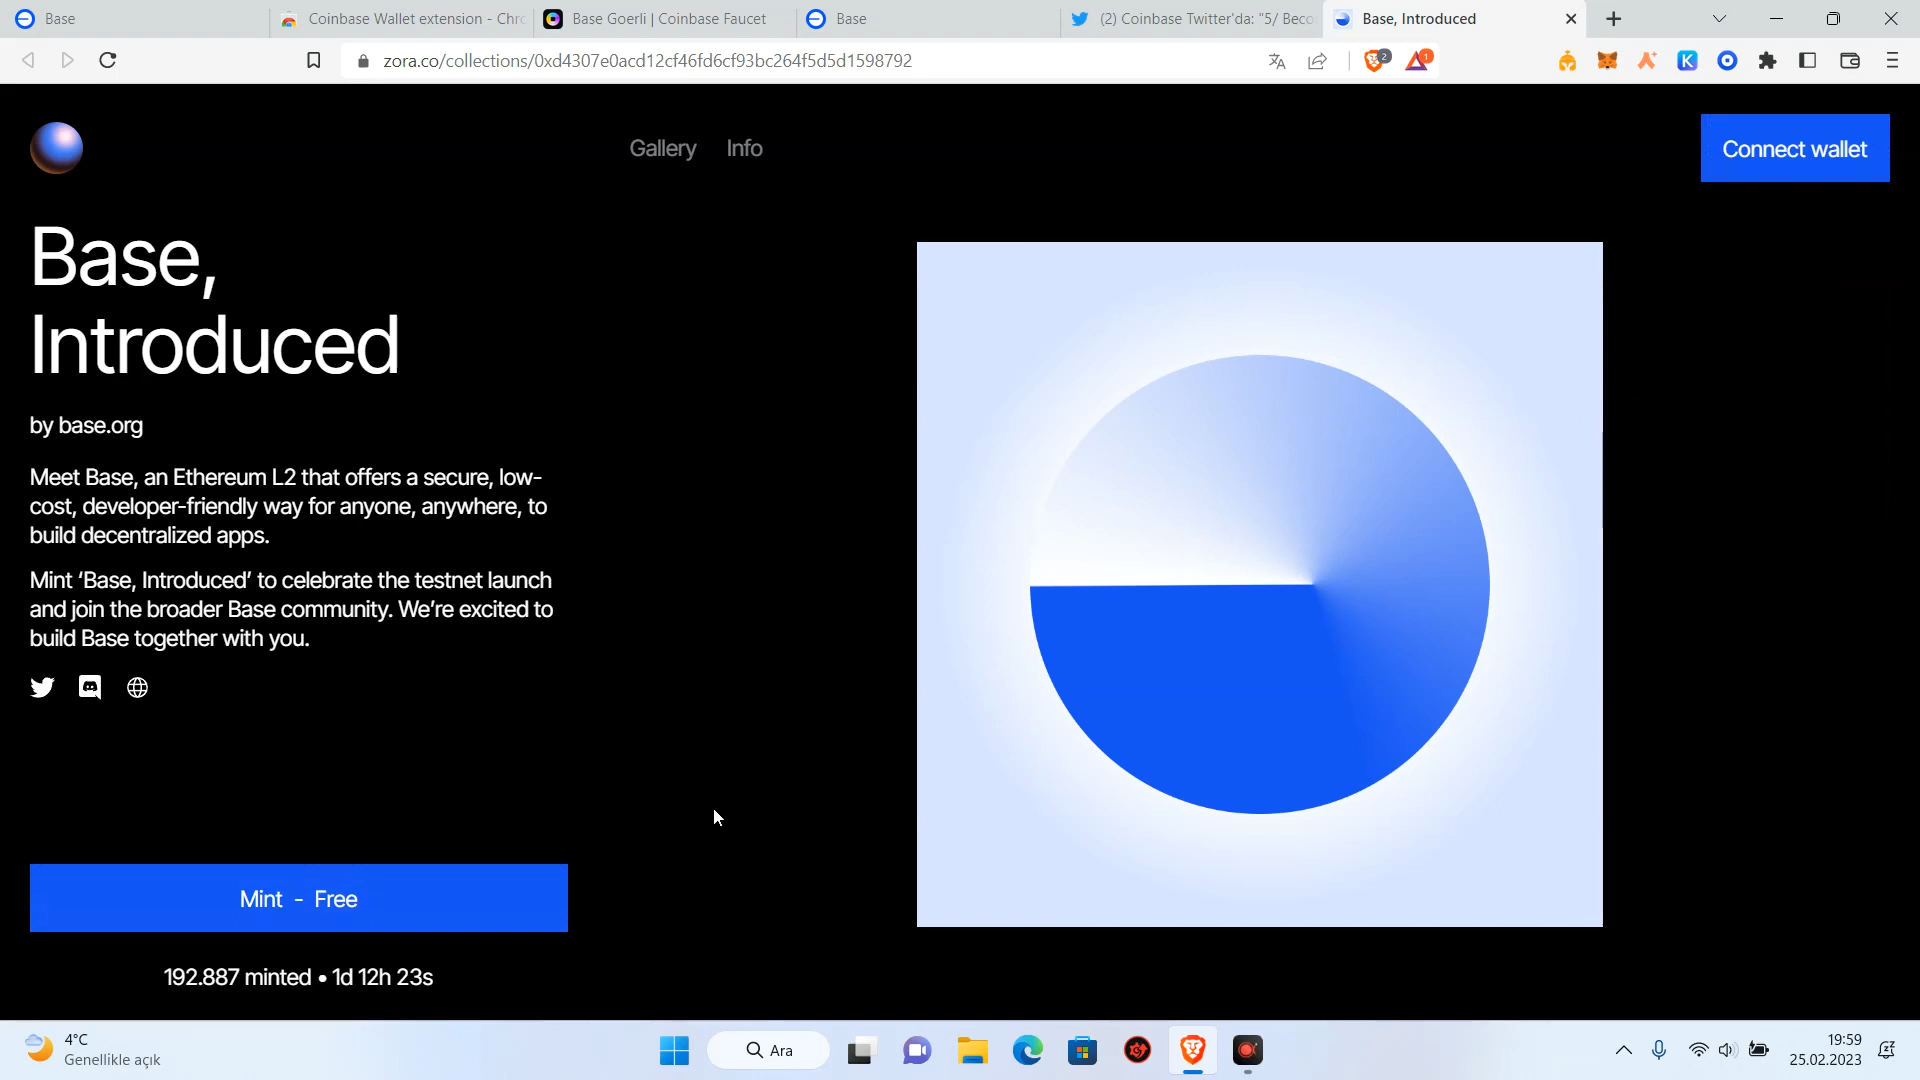 Base
Coinbase Wallet extension - Chro
Base Goerli | Coinbase Faucet
Base
(2) Coinbase Twitter'da: "5/ Beco
Base, Introduced
zora.co/collections/0xd4307e0acd12cf46fd6cf93bc264f5d5d1598792
2
1
K
Gallery
Info
Connect wallet
Base,
Introduced
by base.org
Meet Base, an Ethereum L2 that offers a secure, low-
cost, developer-friendly way for anyone, anywhere, to
build decentralized apps.
Mint ‘Base, Introduced’ to celebrate the testnet launch
and join the broader Base community. We’re excited to
build Base together with you.
Mint - Free
192.887 minted • 1d 12h 23s
4°C
Genellikle açık
Ara
19:59
25.02.2023